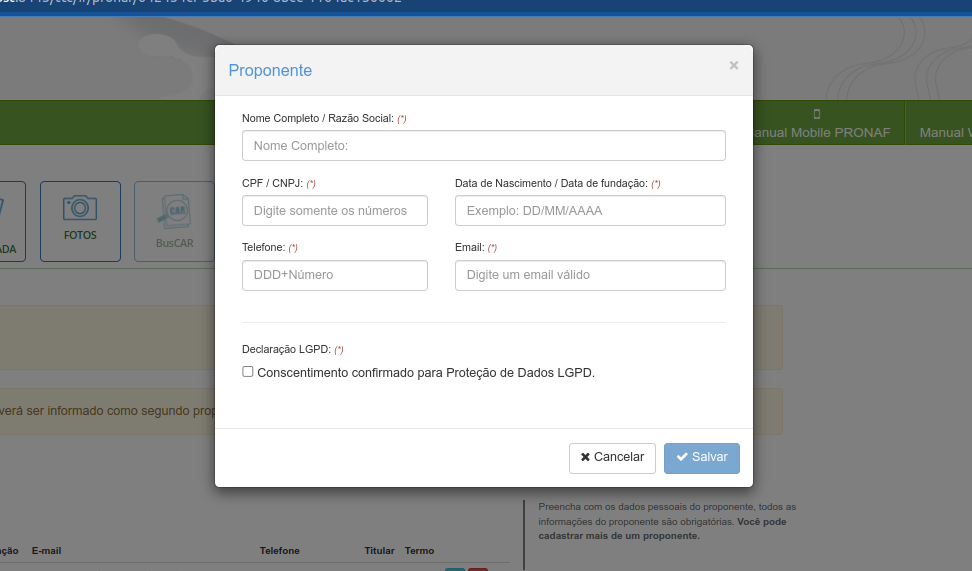 Proponente ×
Nome Completo / Razão Social: (*)
Nome Completo:
anual Mobile PRONAF
Manual
CPF / CNPJ: (*) Data de Nascimento / Data de fundação: (*)
Digite somente os números Exemplo: DD/MM/AAAA
ADA
FOTOS
BusCAR
CAR
Telefone: (*) Email: (*)
DDD+Número Digite um email válido
Declaração LGPD: (*)
Conscentimento confirmado para Proteção de Dados LGPD.
verá ser informado como segundo prop
Cancelar Salvar
Preencha com os dados pessoais do proponente, todos as
informações do proponente são obrigatórias. Você pode
cadastrar mais de um proponente.
ção E-mail Telefone Titular Termo